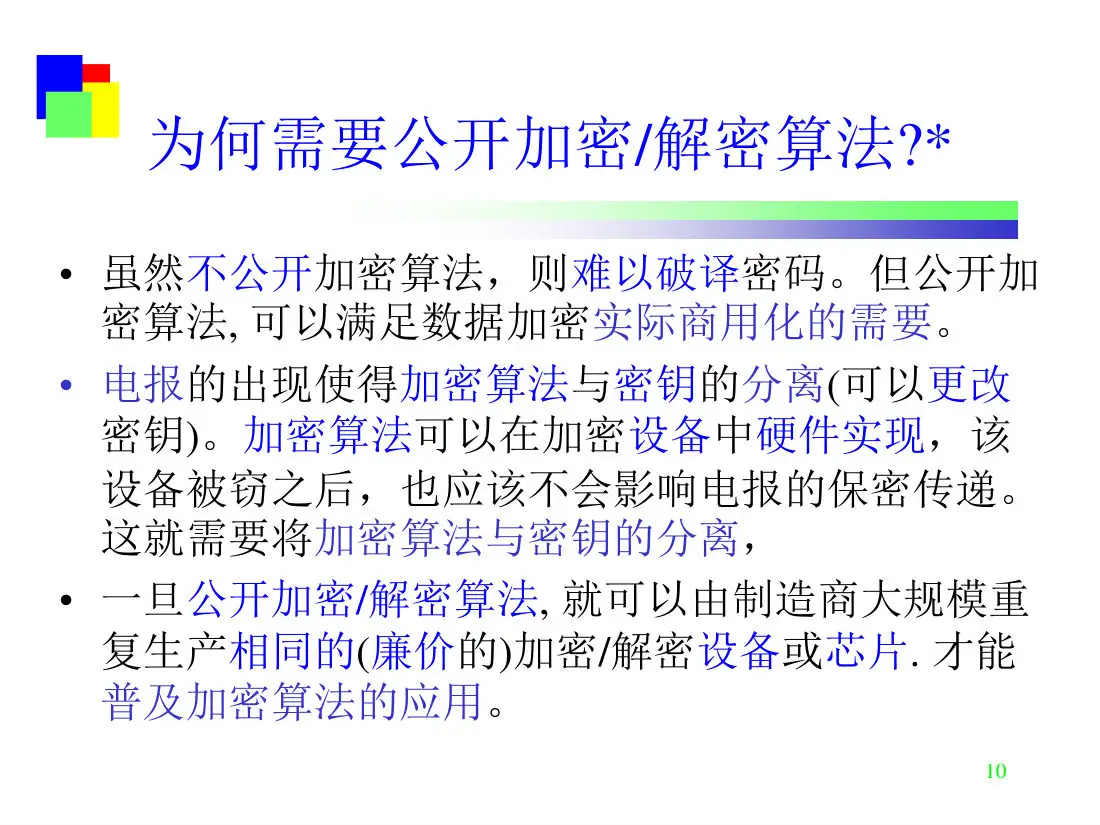 为何需要公开加密/解密算法?*
• 虽然不公开加密算法，则难以破译密码。但公开加
密算法, 可以满足数据加密实际商用化的需要。
• 电报的出现使得加密算法与密钥的分离(可以更改
密钥)。加密算法可以在加密设备中硬件实现，该
设备被窃之后，也应该不会影响电报的保密传递。
这就需要将加密算法与密钥的分离，
• 一旦公开加密/解密算法, 就可以由制造商大规模重
复生产相同的(廉价的)加密/解密设备或芯片. 才能
普及加密算法的应用。
10